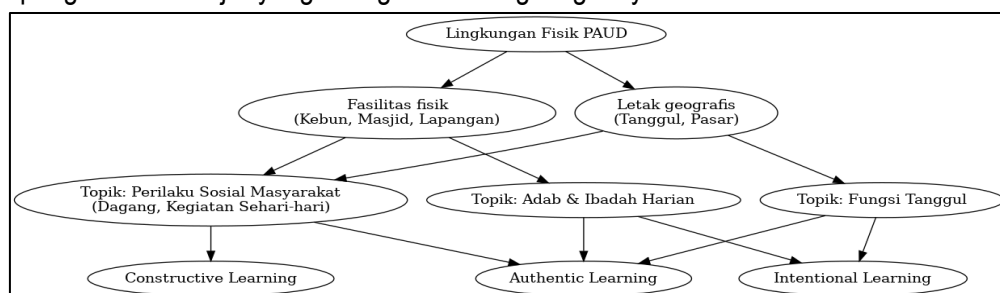 Lingkungan Fisik PAUD
Fasilitas fisik
(Kebun, Masjid, Lapangan)
Letak geografis
(Tanggul, Pasar)
Topik: Perilaku Sosial Masyarakat
(Dagang, Kegiatan Sehari-hari)
Topik: Adab & Ibadah Harian
Topik: Fungsi Tanggul
Constructive Learning
Authentic Learning
Intentional Learning